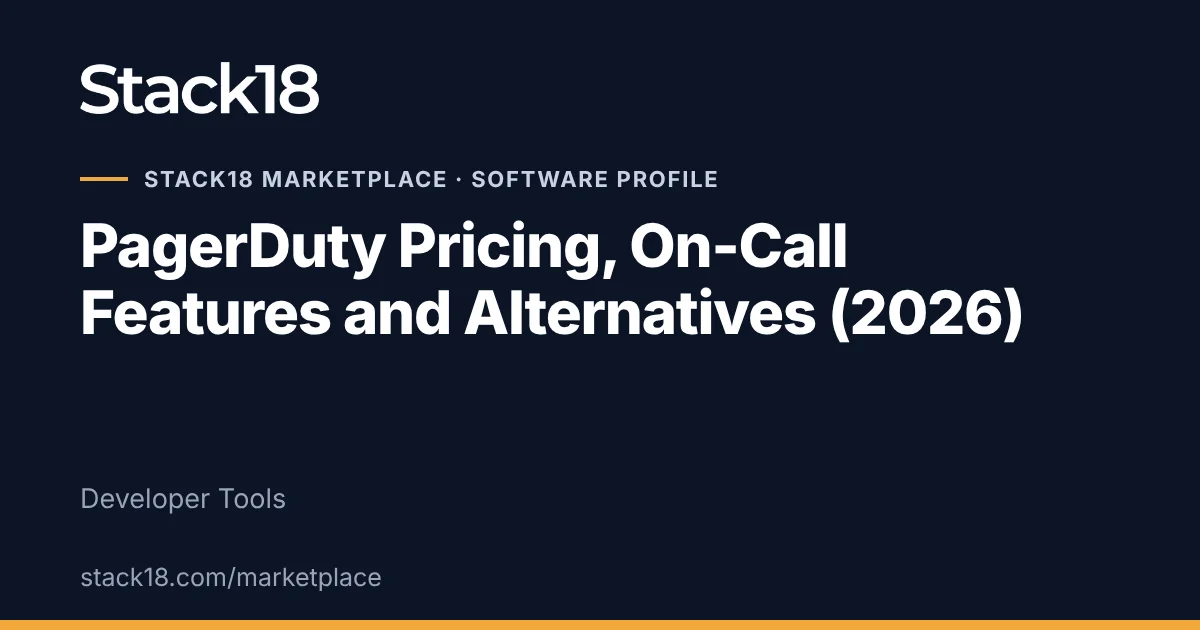 Stack18
STACK18 MARKETPLACE · SOFTWARE PROFILE
PagerDuty Pricing, On-Call
Features and Alternatives (2026)
Developer Tools
stack18.com/marketplace